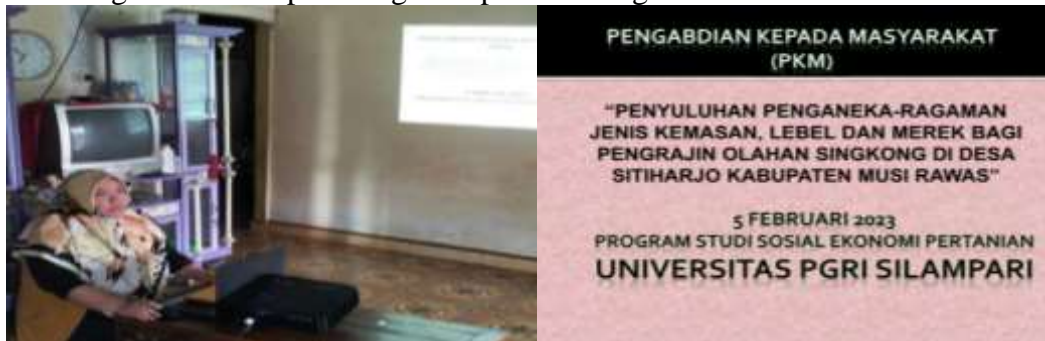 PENGABDIAN KEPADA MASYARAKAT
(PKM)
"PENYULUHAN PENGANEKA-RAGAMAN
JENIS KEMASAN, LEBEL DAN MEREK BAGI
PENGRAJIN OLAHAN SINGKONG DI DESA
SITIHARJO KABUPATEN MUSI RAWAS"
5 FEBRUARI 2023
PROGRAM STUDI SOSIAL EKONOMI PERTANIAN
UNIVERSITAS PGRI SILAMPARI